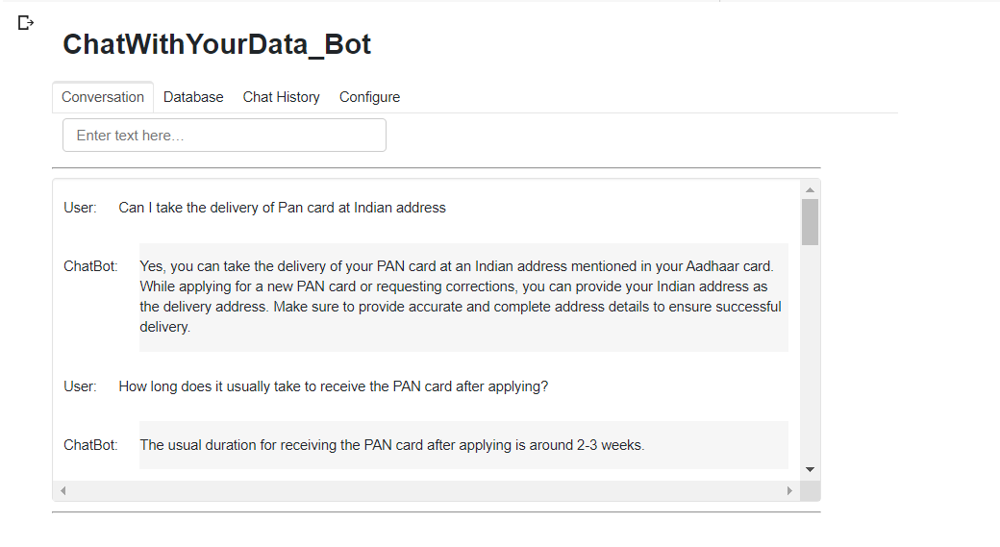 ChatWithYourData_Bot
Conversation Database Chat History Configure
Enter text here...
User: Can I take the delivery of Pan card at Indian address
ChatBot: Yes, you can take the delivery of your PAN card at an Indian address mentioned in your Aadhaar card.
While applying for a new PAN card or requesting corrections, you can provide your Indian address as
the delivery address. Make sure to provide accurate and complete address details to ensure successful
delivery.
User: How long does it usually take to receive the PAN card after applying?
ChatBot: The usual duration for receiving the PAN card after applying is around 2-3 weeks.